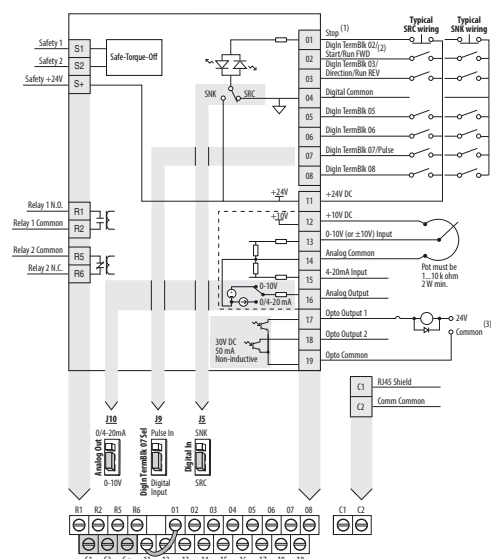 Typical SRC wiring
Typical SNK wiring
Safety 1
S1
Safety 2
S2
Safety +24V
S+
Safe-Torque-Off
SNK
SRC
01
Stop (1)
02
DigIn TermBlk 02/(2)
Start/Run FWD
03
DigIn TermBlk 03/
Direction/Run REV
04
Digital Common
05
DigIn TermBlk 05
06
DigIn TermBlk 06
07
DigIn TermBlk 07/Pulse
08
DigIn TermBlk 08
+24V
11
+24V DC
+10V
12
+10V DC
13
0-10V (or ±10V) Input
14
Analog Common
15
4-20mA Input
16
Analog Output
17
Opto Output 1
18
Opto Output 2
19
Opto Common
Pot must be
1...10 k ohm
2 W min.
24V
Common
(3)
Relay 1 N.O.
R1
Relay 1 Common
R2
Relay 2 Common
R5
Relay 2 N.C.
R6
0-10V
0/4-20 mA
30V DC
50 mA
Non-inductive
C1
RJ45 Shield
C2
Comm Common
J10
0/4-20mA
Analog Out
0-10V
J9
Pulse In
DigIn TermBlk 07 Sel
Digital
Input
J5
SNK
Digital In
SRC
R1 R2 R5 R6 01 02 03 04 05 06 07 08 C1 C2
S1 S2 S+ 11 12 13 14 15 16 17 18 19